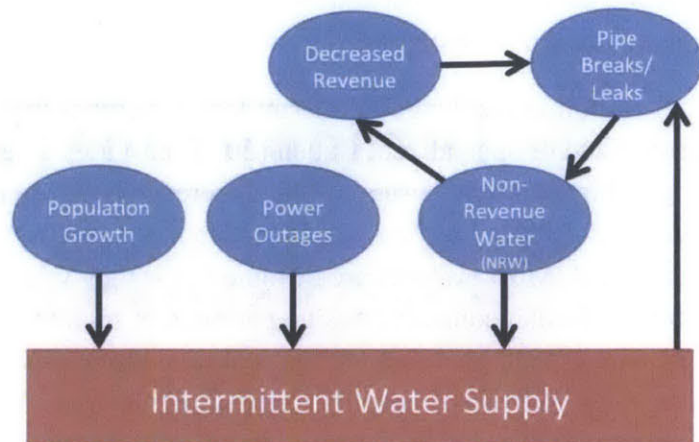 Decreased
Revenue
Pipe
Breaks/
Leaks
Population
Growth
Power
Outages
Non-
Revenue
Water
(NRW)
Intermittent Water Supply